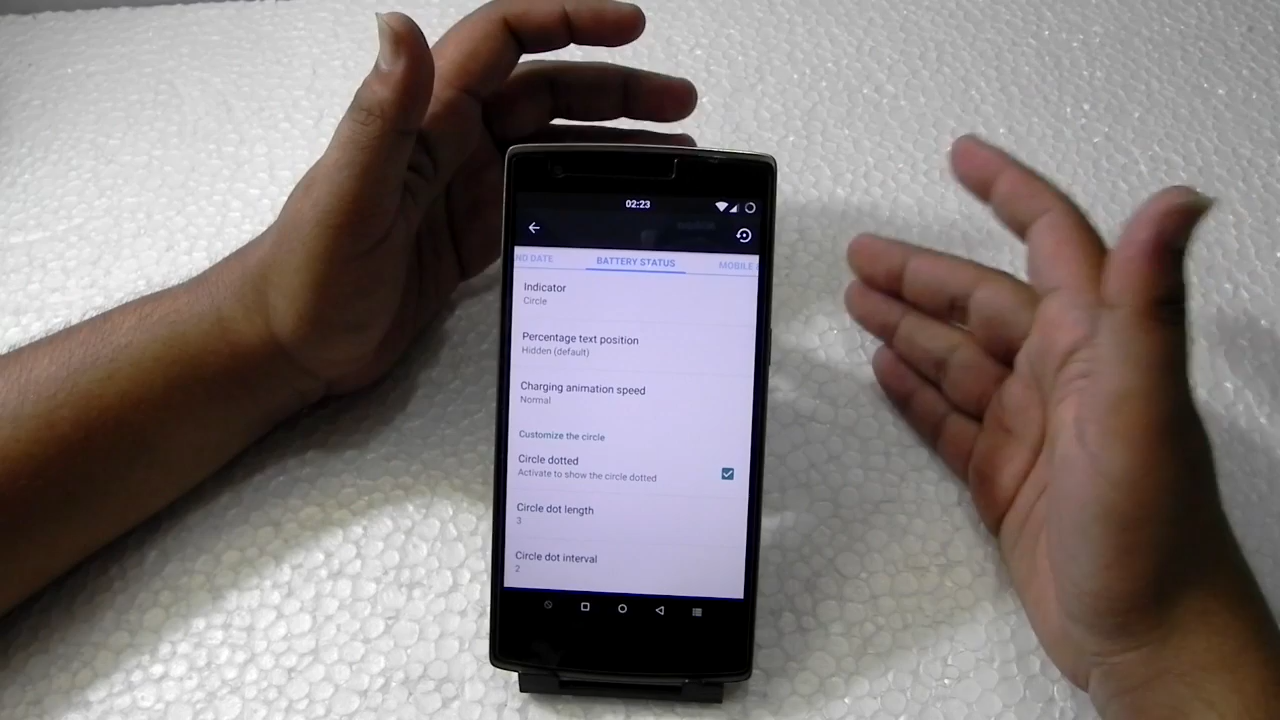 02:23
ND DATE BATTERY STATUS MOBILE
Indicator
Circle
Percentage text position
Hidden (default)
Charging animation speed
Normal
Customize the circle
Circle dotted
Activate to show the circle dotted
Circle dot length
3
Circle dot interval
2